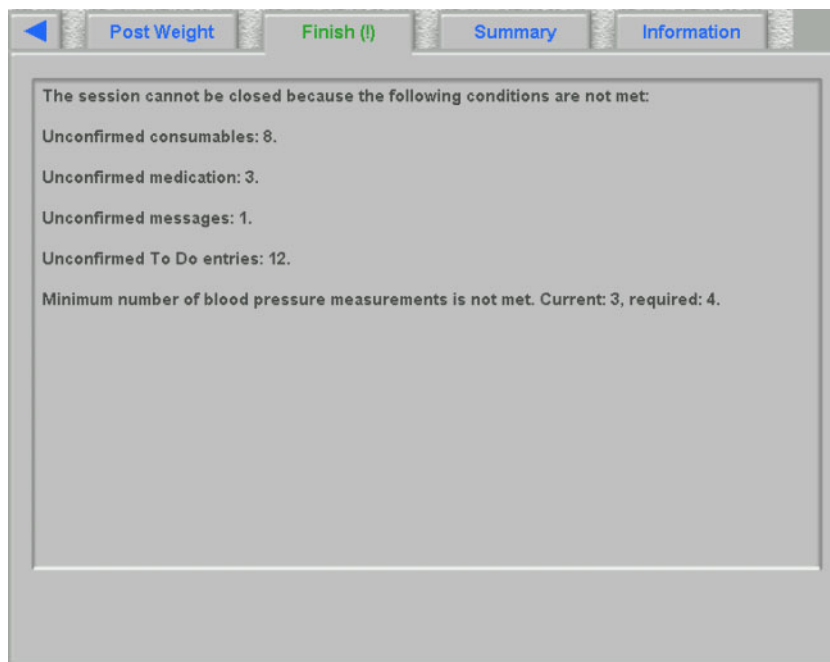 Post Weight
Finish (!)
Summary
Information
The session cannot be closed because the following conditions are not met:
Unconfirmed consumables: 8.
Unconfirmed medication: 3.
Unconfirmed messages: 1.
Unconfirmed To Do entries: 12.
Minimum number of blood pressure measurements is not met. Current: 3, required: 4.